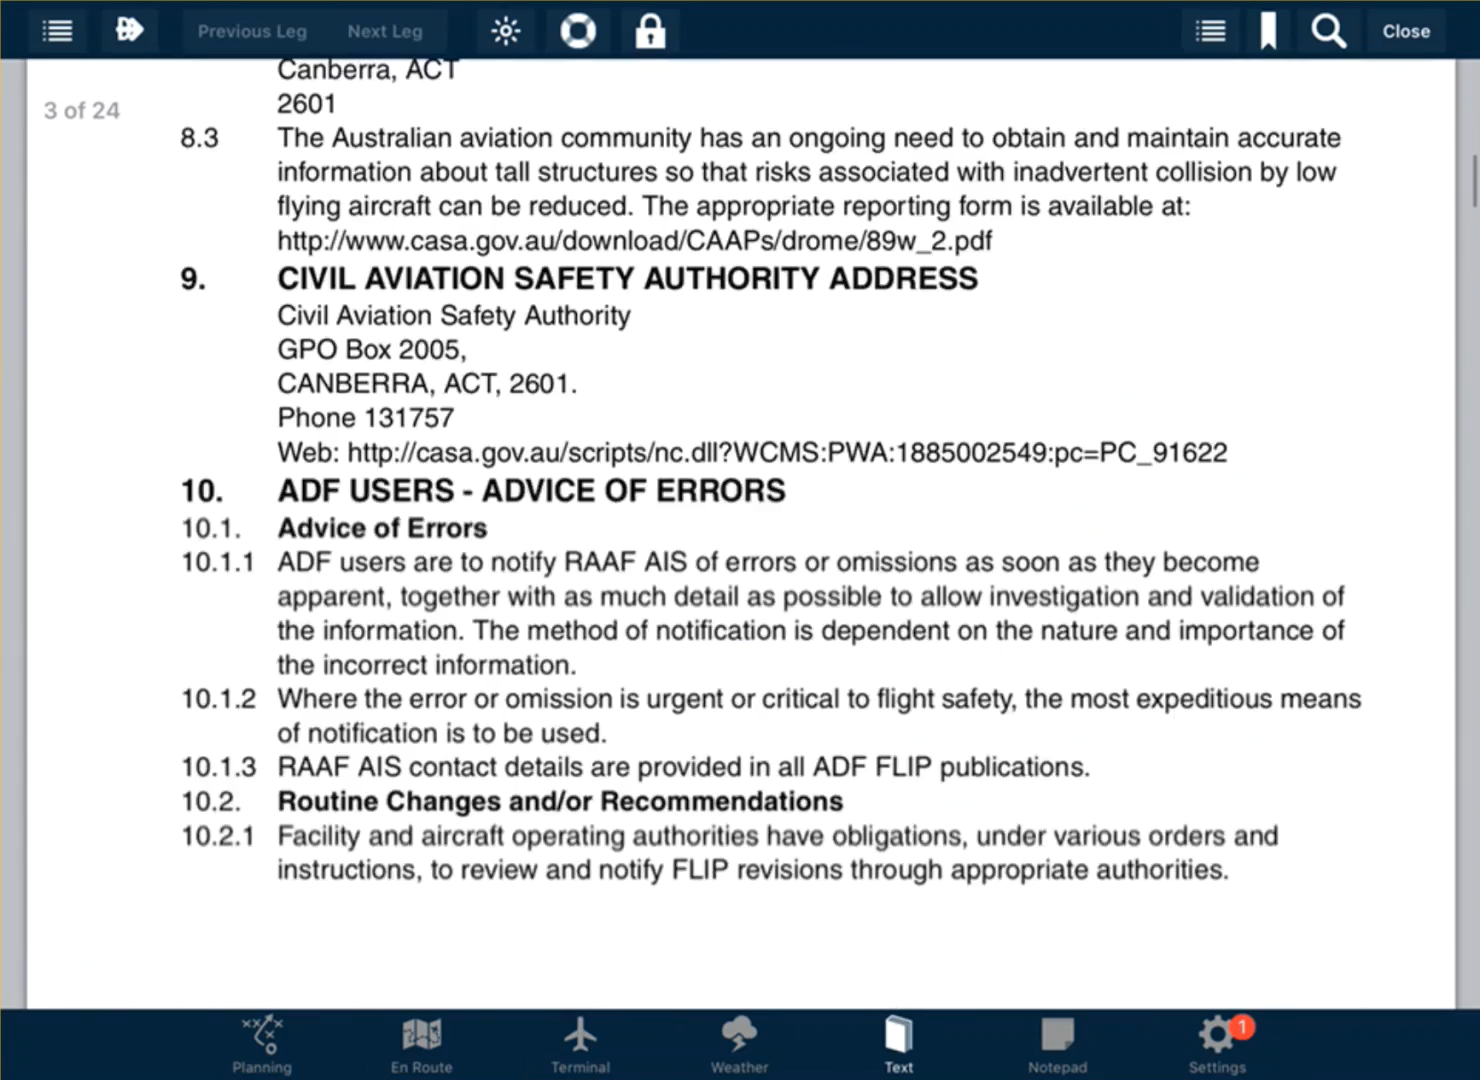 Previous Leg Next Leg Close
Canberra, ACT
3 of 24
2601
8.3 The Australian aviation community has an ongoing need to obtain and maintain accurate
information about tall structures so that risks associated with inadvertent collision by low
flying aircraft can be reduced. The appropriate reporting form is available at:
http://www.casa.gov.au/download/CAAPs/drome/89w_2.pdf
9. CIVIL AVIATION SAFETY AUTHORITY ADDRESS
Civil Aviation Safety Authority
GPO Box 2005,
CANBERRA, ACT, 2601.
Phone 131757
Web: http://casa.gov.au/scripts/nc.dll?WCMS:PWA:1885002549:pc=PC_91622
10. ADF USERS - ADVICE OF ERRORS
10.1. Advice of Errors
10.1.1 ADF users are to notify RAAF AIS of errors or omissions as soon as they become
apparent, together with as much detail as possible to allow investigation and validation of
the information. The method of notification is dependent on the nature and importance of
the incorrect information.
10.1.2 Where the error or omission is urgent or critical to flight safety, the most expeditious means
of notification is to be used.
10.1.3 RAAF AIS contact details are provided in all ADF FLIP publications.
10.2. Routine Changes and/or Recommendations
10.2.1 Facility and aircraft operating authorities have obligations, under various orders and
instructions, to review and notify FLIP revisions through appropriate authorities.
1
Planning En Route Terminal Weather Text Notepad Settings